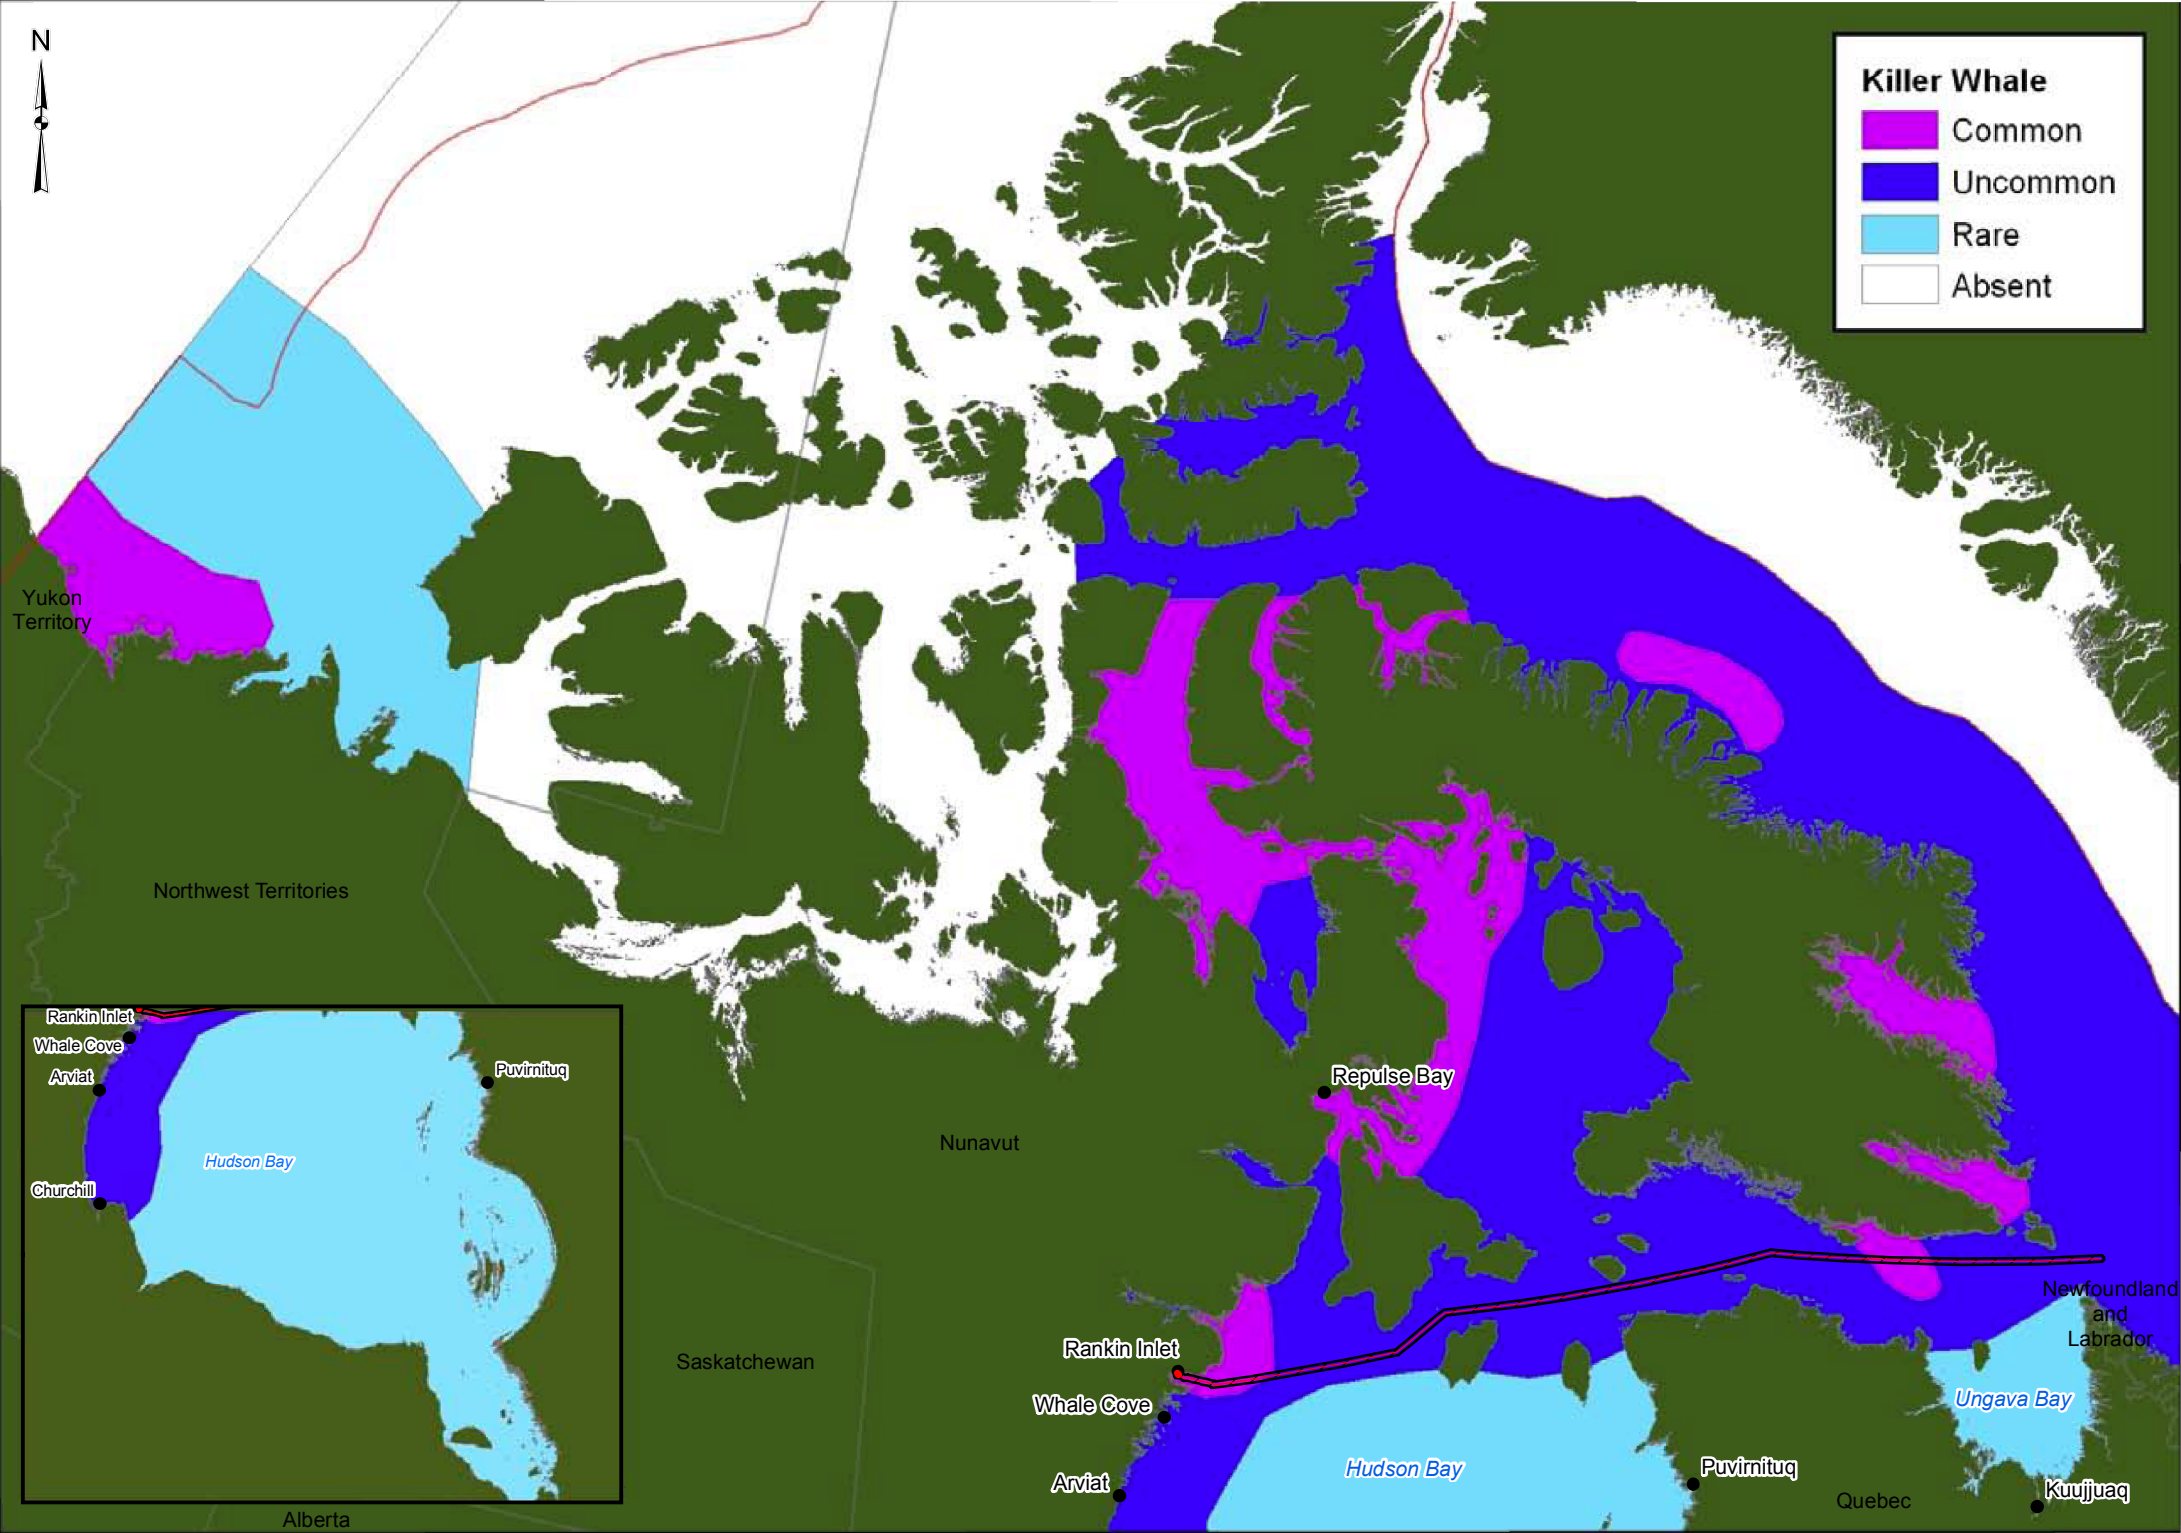 N
Killer Whale
Common
Uncommon
Rare
Absent
Yukon
Territory
Northwest Territories
Nunavut
Repulse Bay
Rankin Inlet
Whale Cove
Arviat
Churchill
Hudson Bay
Puvirnituq
Saskatchewan
Alberta
Rankin Inlet
Whale Cove
Arviat
Hudson Bay
Puvirnituq
Quebec
Newfoundland
and
Labrador
Ungava Bay
Kuujjuaq